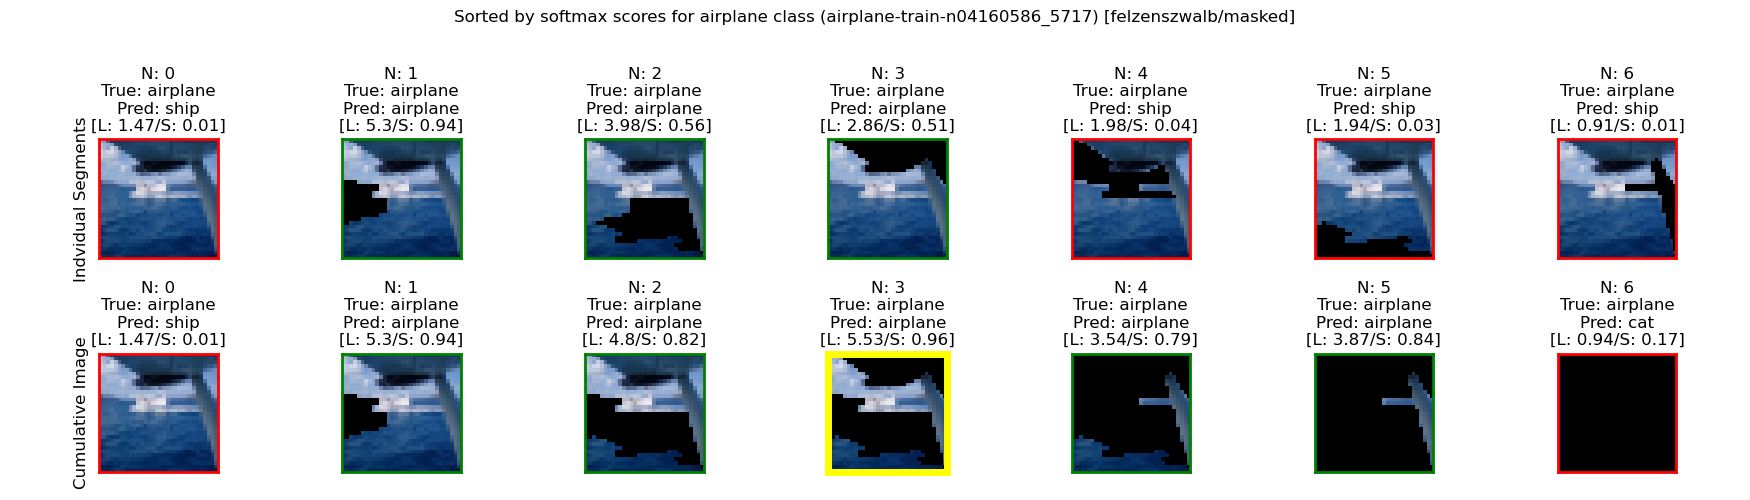 Sorted by softmax scores for airplane class (airplane-train-n04160586_5717) [felzenszwalb/masked]
Indvidual Segments
N: 0
True: airplane
Pred: ship
[L: 1.47/S: 0.01]
N: 1
True: airplane
Pred: airplane
[L: 5.3/S: 0.94]
N: 2
True: airplane
Pred: airplane
[L: 3.98/S: 0.56]
N: 3
True: airplane
Pred: airplane
[L: 2.86/S: 0.51]
N: 4
True: airplane
Pred: ship
[L: 1.98/S: 0.04]
N: 5
True: airplane
Pred: ship
[L: 1.94/S: 0.03]
N: 6
True: airplane
Pred: ship
[L: 0.91/S: 0.01]
Cumulative Image
N: 0
True: airplane
Pred: ship
[L: 1.47/S: 0.01]
N: 1
True: airplane
Pred: airplane
[L: 5.3/S: 0.94]
N: 2
True: airplane
Pred: airplane
[L: 4.8/S: 0.82]
N: 3
True: airplane
Pred: airplane
[L: 5.53/S: 0.96]
N: 4
True: airplane
Pred: airplane
[L: 3.54/S: 0.79]
N: 5
True: airplane
Pred: airplane
[L: 3.87/S: 0.84]
N: 6
True: airplane
Pred: cat
[L: 0.94/S: 0.17]